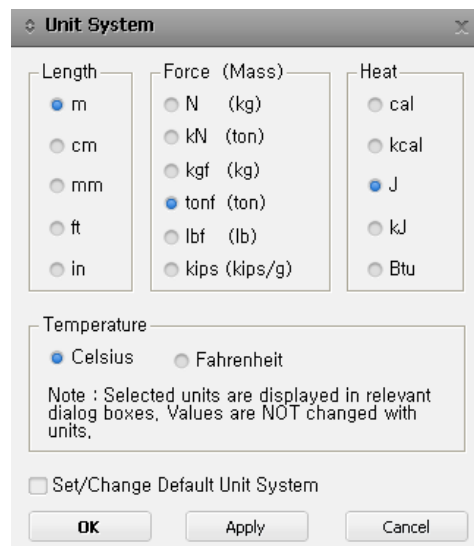 Unit System
Length
m
cm
mm
ft
in
Force (Mass)
N (kg)
kN (ton)
kgf (kg)
tonf (ton)
lbf (lb)
kips (kips/g)
Heat
cal
kcal
J
kJ
Btu
Temperature
Celsius Fahrenheit
Note : Selected units are displayed in relevant
dialog boxes, Values are NOT changed with
units,
Set/Change Default Unit System
OK Apply Cancel